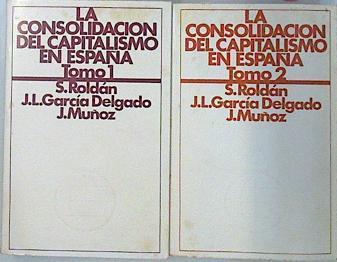 LA
CONSOLIDACION
DEL CAPITALISMO
EN ESPAÑA
Tomo 1
S. Roldán
J.L. García Delgado
J. Muñoz
LA
CONSOLIDACION
DEL CAPITALISMO
EN ESPAÑA
Tomo 2
S. Roldán
J.L. García Delgado
J. Muñoz